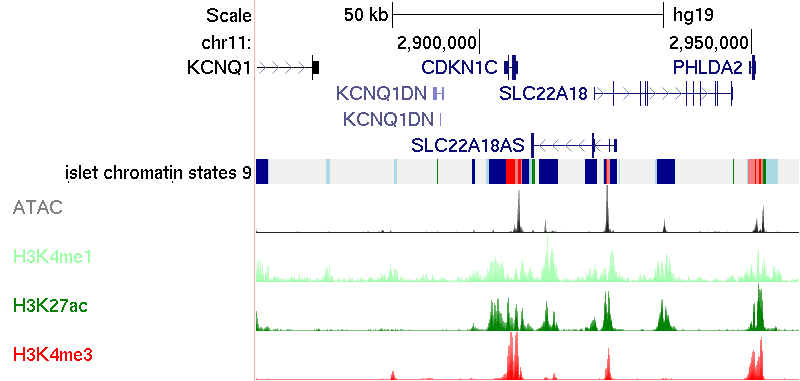 Scale 50 kb hg19
chr11: 2,900,000 2,950,000
KCNQ1 CDKN1C PHLDA2
KCNQ1DN SLC22A18
KCNQ1DN
SLC22A18AS
islet chromatin states 9
ATAC
H3K4me1
H3K27ac
H3K4me3